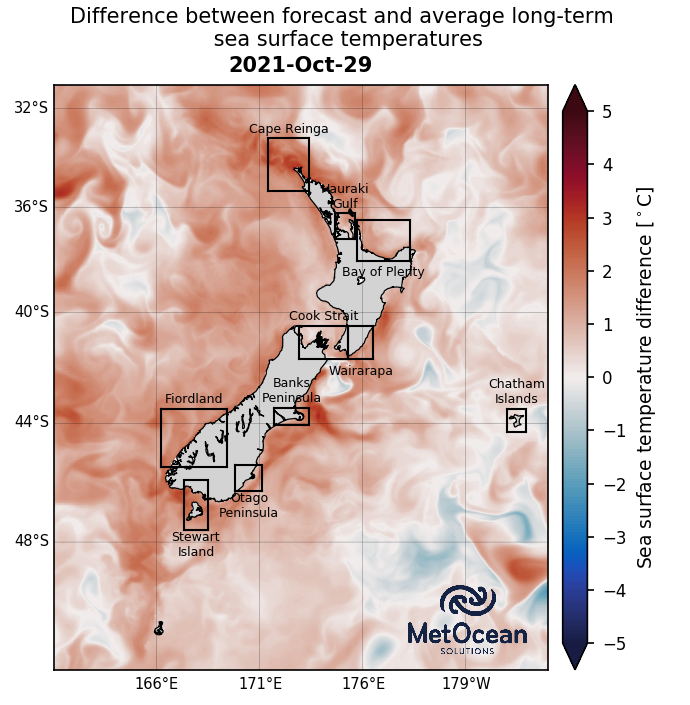 Difference between forecast and average long-term
sea surface temperatures
2021-Oct-29
32°S
36°S
40°S
44°S
48°S
166°E
171°E
176°E
179°W
Cape Reinga
Hauraki
Gulf
Bay of Plenty
Cook Strait
Wairarapa
Banks
Peninsula
Fiordland
Chatham
Islands
Otago
Peninsula
Stewart
Island
MetOcean
SOLUTIONS
5
4
3
2
1
0
−1
−2
−3
−4
−5
Sea surface temperature difference [°C]